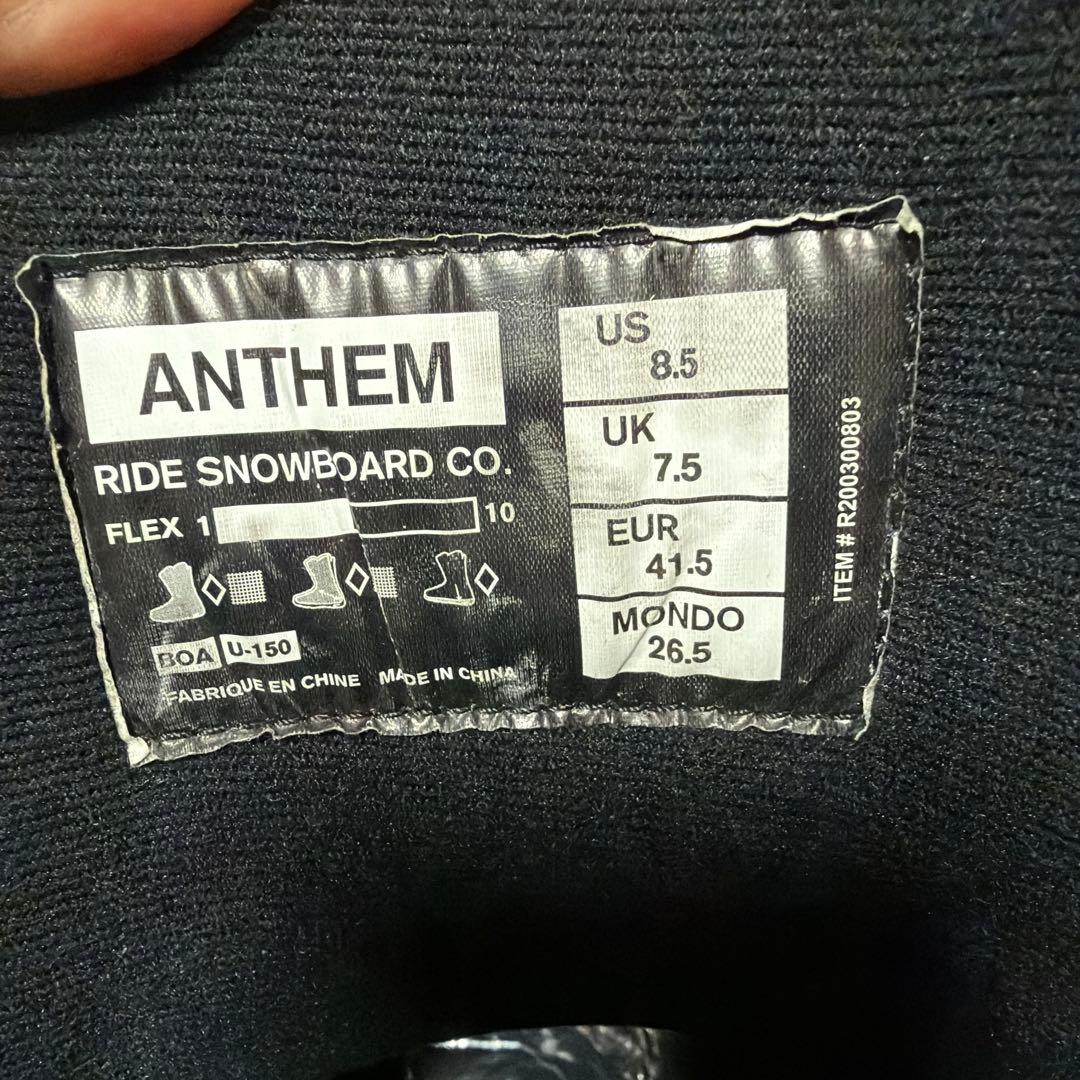 ANTHEM
RIDE SNOWBOARD CO.
FLEX 1 10
BOA U-150
FABRIQUE EN CHINE MADE IN CHINA
US
8.5
UK
7.5
EUR
41.5
MONDO
26.5
ITEM # R200300803